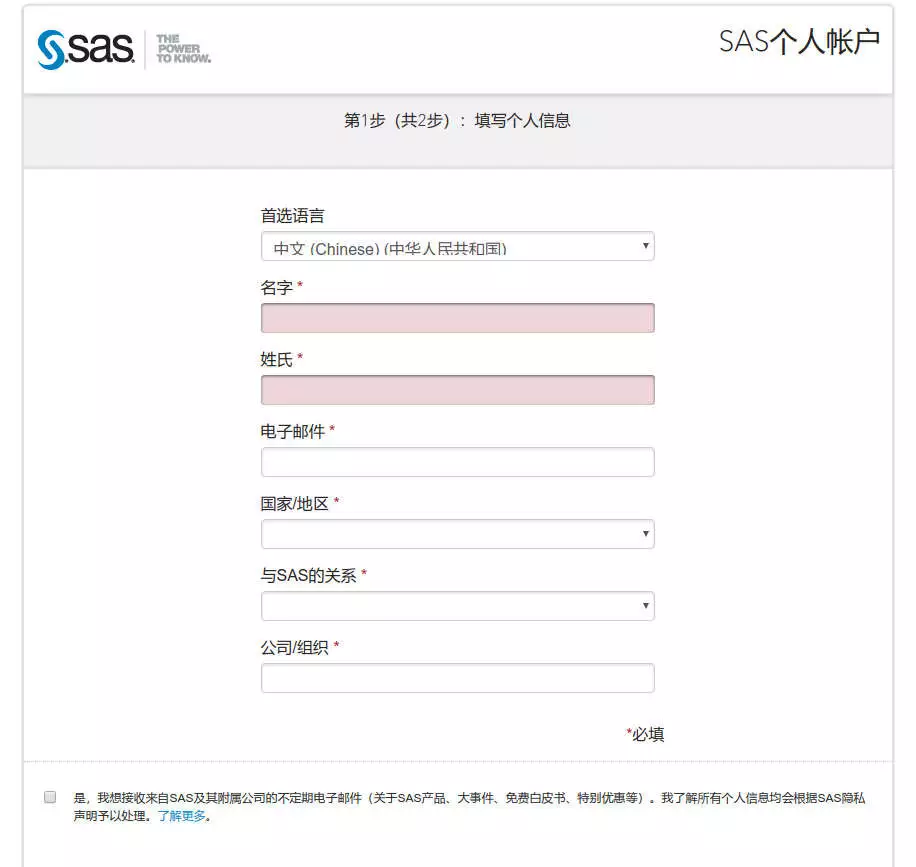 sas
THE
POWER
TO KNOW.
SAS个人帐户
第1步（共2步）：填写个人信息
首选语言
中文 (Chinese) (中华人民共和国)
名字 *
姓氏 *
电子邮件 *
国家/地区 *
与SAS的关系 *
公司/组织 *
*必填
是，我想接收来自SAS及其附属公司的不定期电子邮件（关于SAS产品、大事件、免费白皮书、特别优惠等）。我了解所有个人信息均会根据SAS隐私
声明予以处理。了解更多。